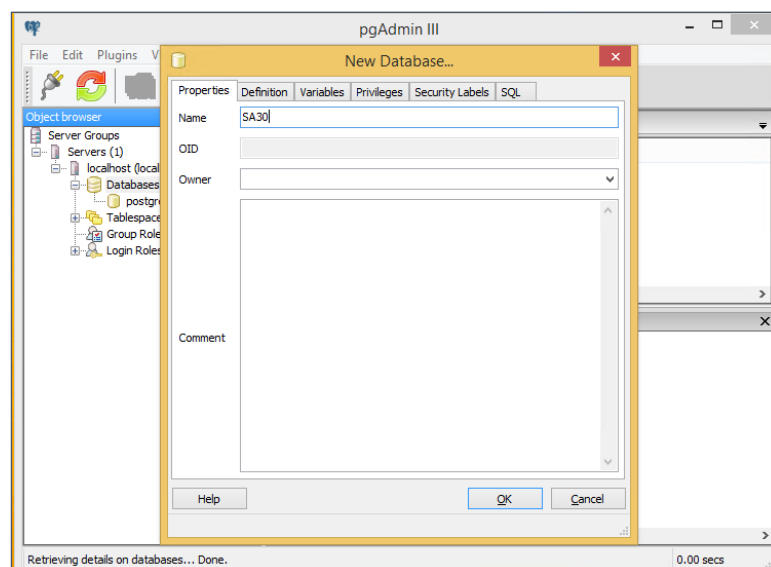 pgAdmin III
File Edit Plugins V
New Database...
Properties Definition Variables Privileges Security Labels SQL
Object browser
Server Groups
Servers (1)
localhost (local
Databases
postgre
Tablespace
Group Role
Login Roles
Name SA30
OID
Owner
Comment
Help OK Cancel
Retrieving details on databases... Done. 0.00 secs